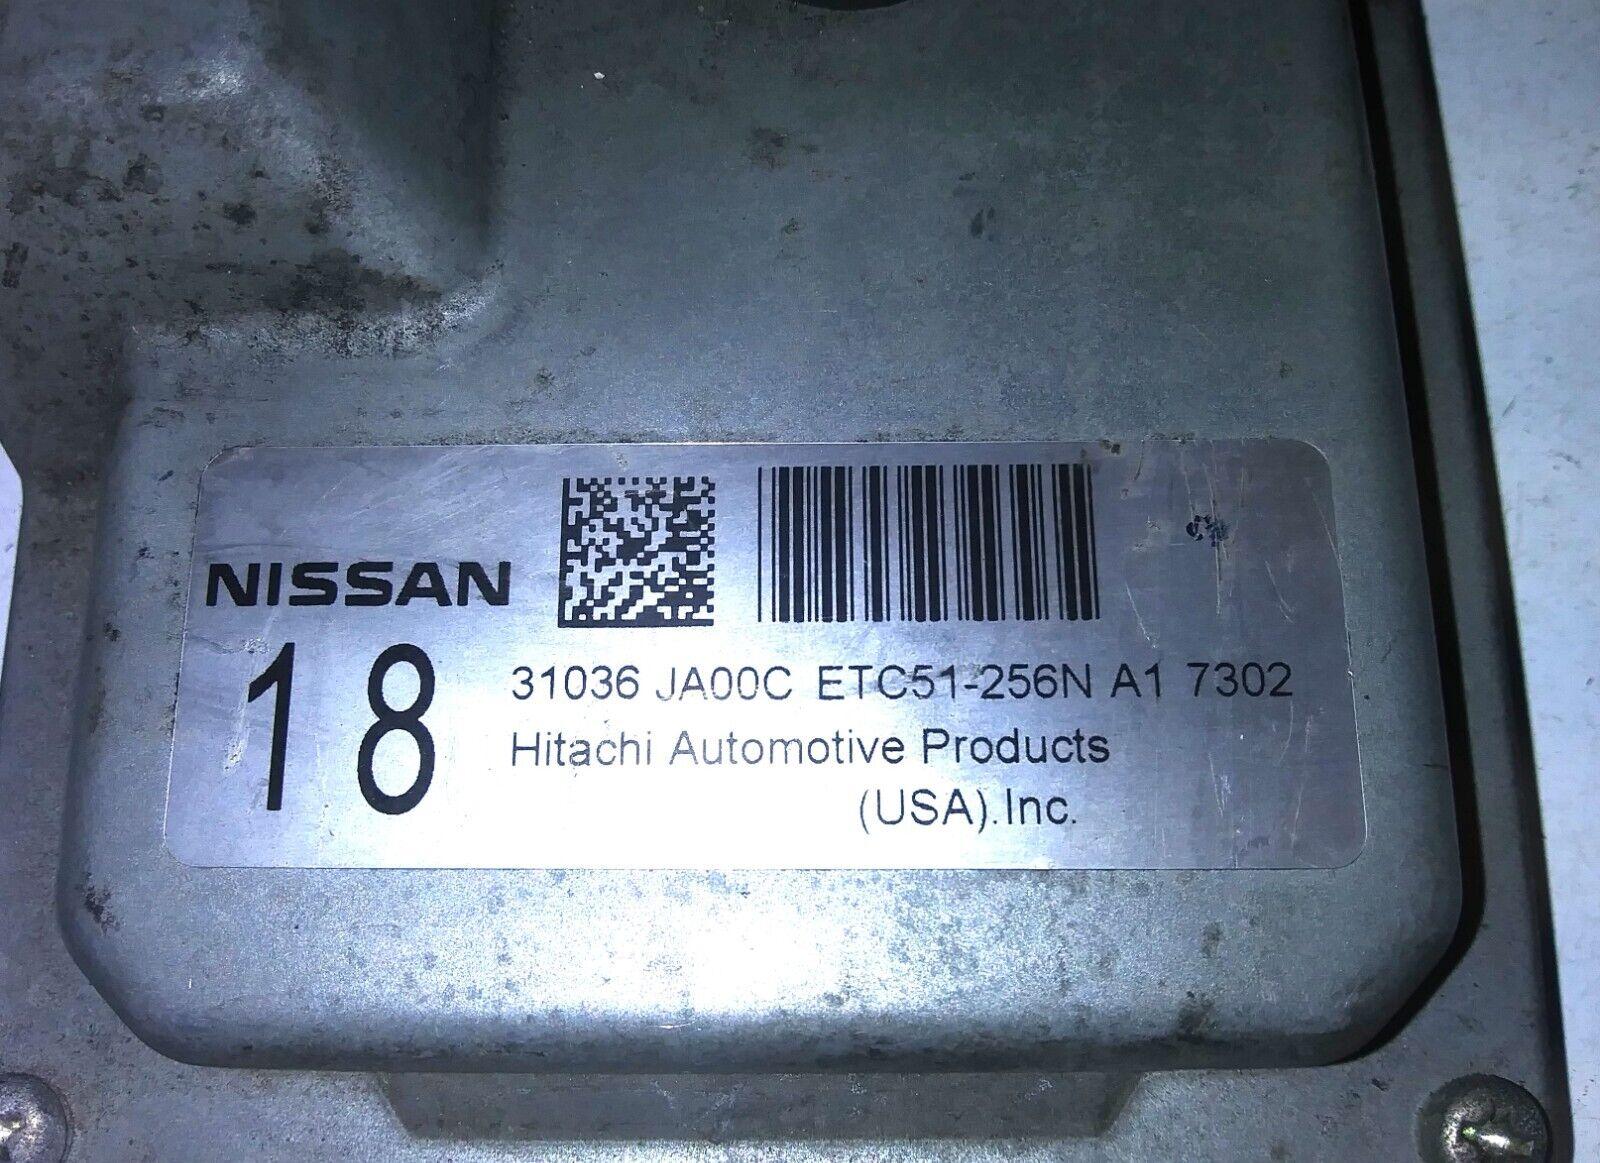 NISSAN
18
31036 JA00C ETC51-256N A1 7302
Hitachi Automotive Products
(USA).Inc.